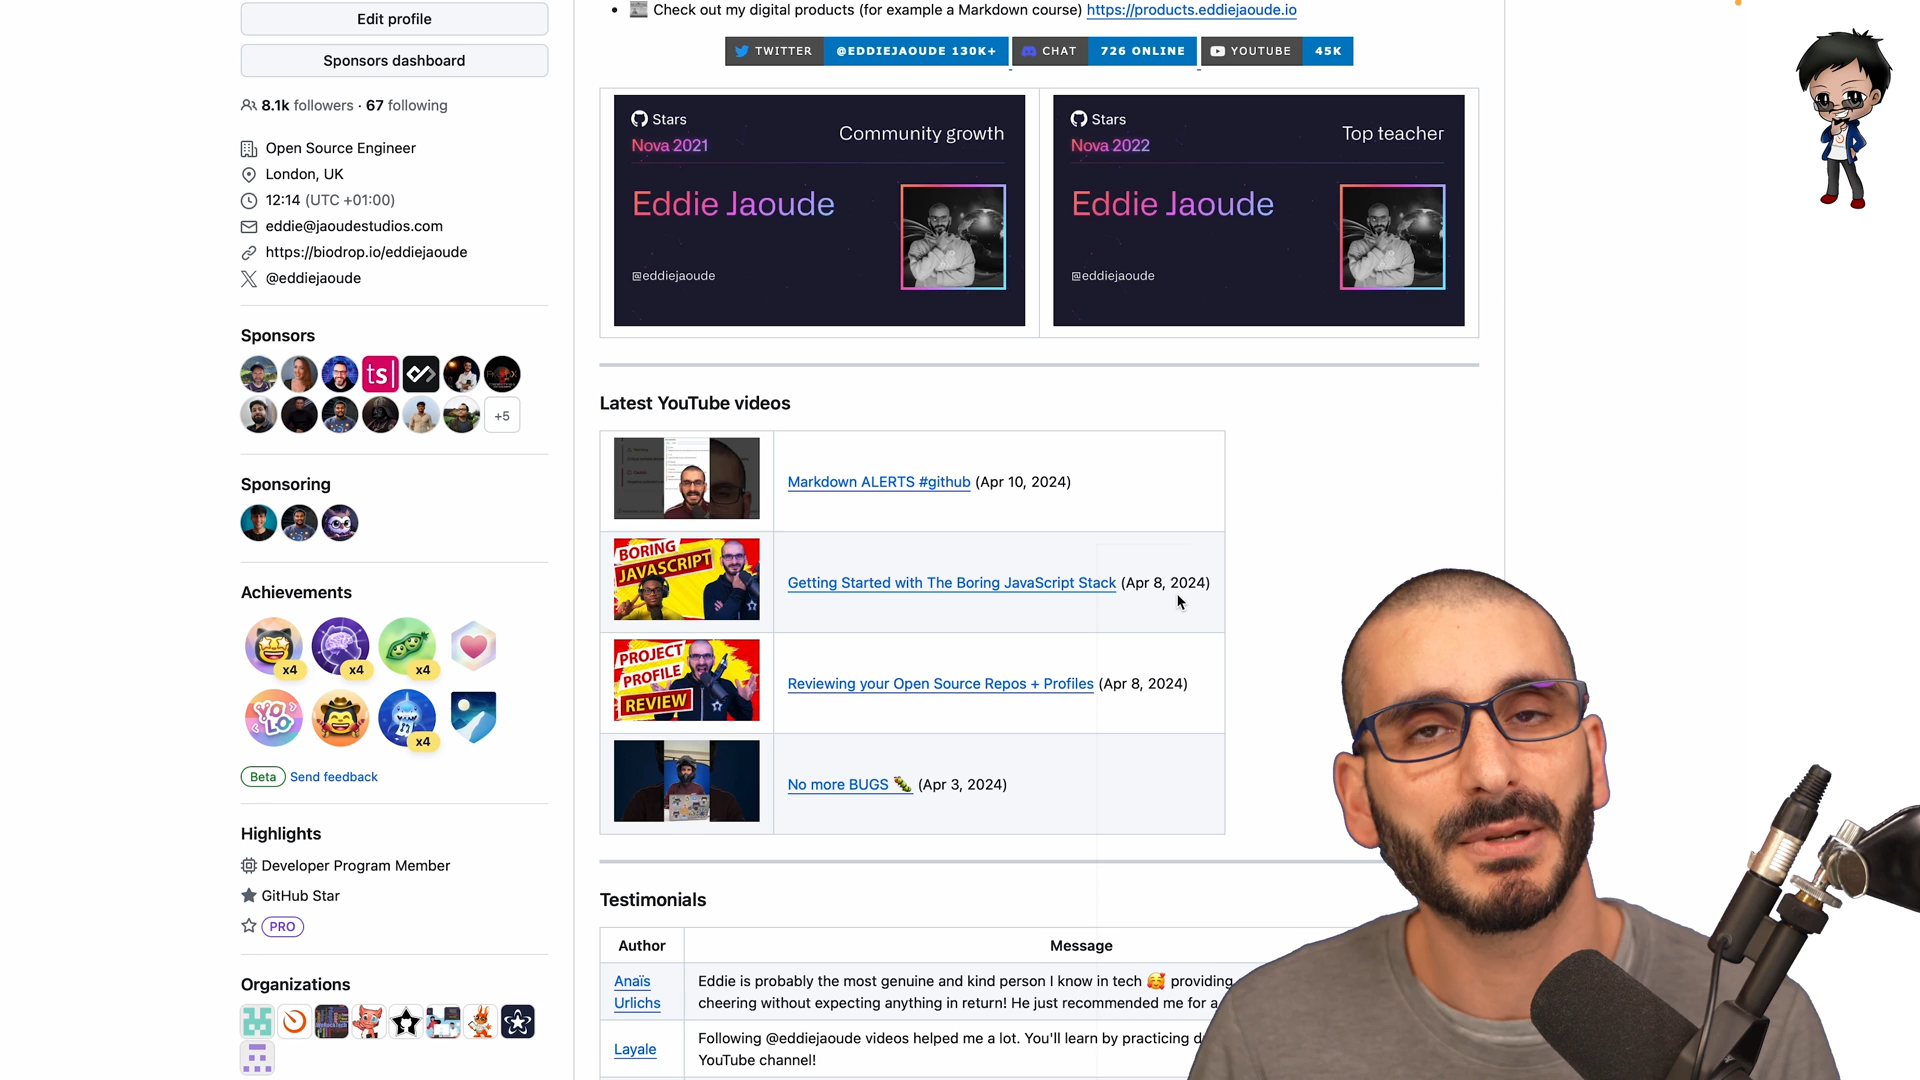 Edit profile
Sponsors dashboard
8.1k followers · 67 following
Open Source Engineer
London, UK
12:14 (UTC +01:00)
eddie@jaoudestudios.com
https://biodrop.io/eddiejaoude
@eddiejaoude
Sponsors
ts|
+5
Sponsoring
Achievements
x4
x4
x4
YOLO
x4
Beta Send feedback
Highlights
Developer Program Member
GitHub Star
PRO
Organizations
Check out my digital products (for example a Markdown course) https://products.eddiejaoude.io
TWITTER @EDDIEJAOUDE 130K+ CHAT 726 ONLINE YOUTUBE 45K
Stars
Nova 2021
Community growth
Eddie Jaoude
@eddiejaoude
Stars
Nova 2022
Top teacher
Eddie Jaoude
@eddiejaoude
Latest YouTube videos
Markdown ALERTS #github (Apr 10, 2024)
BORING
JAVASCRIPT
Getting Started with The Boring JavaScript Stack (Apr 8, 2024)
PROJECT
PROFILE
REVIEW
Reviewing your Open Source Repos + Profiles (Apr 8, 2024)
No more BUGS 🐛 (Apr 3, 2024)
Testimonials
Author Message
Anaïs
Urlichs
Eddie is probably the most genuine and kind person I know in tech 🥰 providing
cheering without expecting anything in return! He just recommended me for a
Layale
Following @eddiejaoude videos helped me a lot. You'll learn by practicing
YouTube channel!